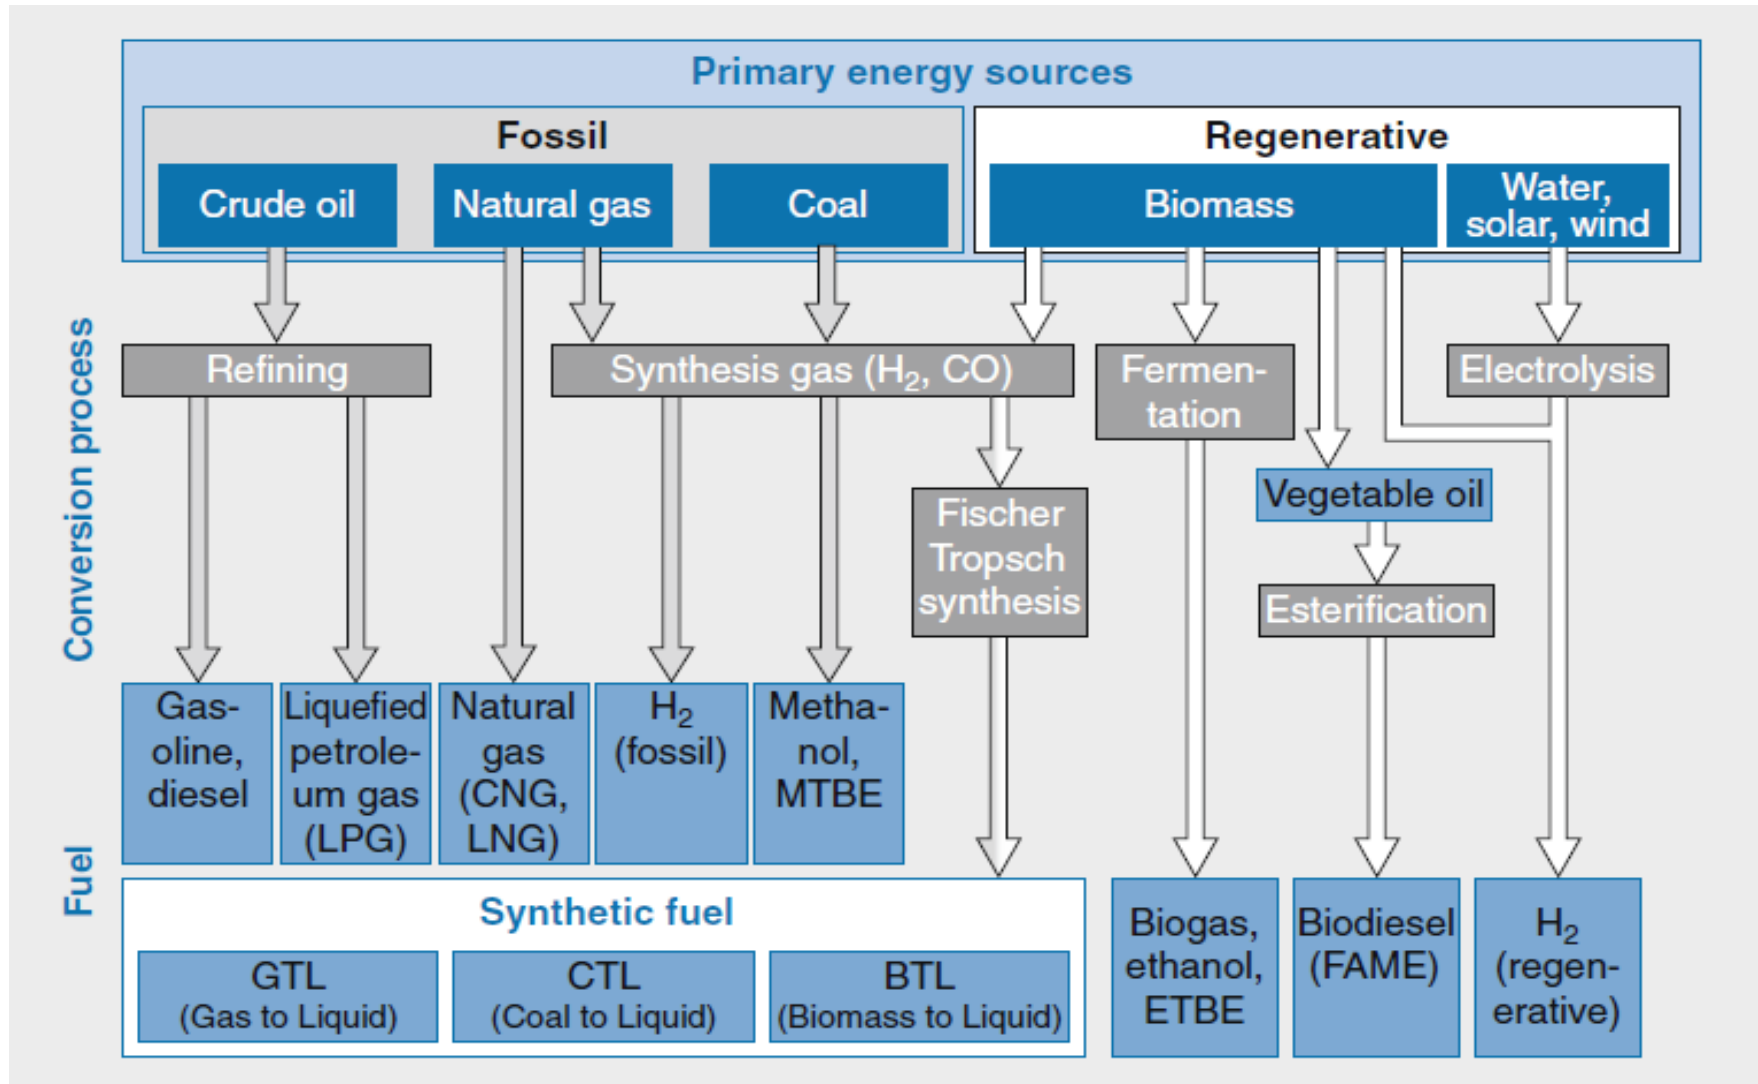 Primary energy sources
Fossil
Regenerative
Crude oil
Natural gas
Coal
Biomass
Water,
solar, wind
Conversion process
Refining
Synthesis gas (H₂, CO)
Fermen-
tation
Electrolysis
Fischer
Tropsch
synthesis
Vegetable oil
Esterification
Fuel
Gas-
oline,
diesel
Liquefied
petrole-
um gas
(LPG)
Natural
gas
(CNG,
LNG)
H₂
(fossil)
Metha-
nol,
MTBE
Synthetic fuel
GTL
(Gas to Liquid)
CTL
(Coal to Liquid)
BTL
(Biomass to Liquid)
Biogas,
ethanol,
ETBE
Biodiesel
(FAME)
H₂
(regen-
erative)